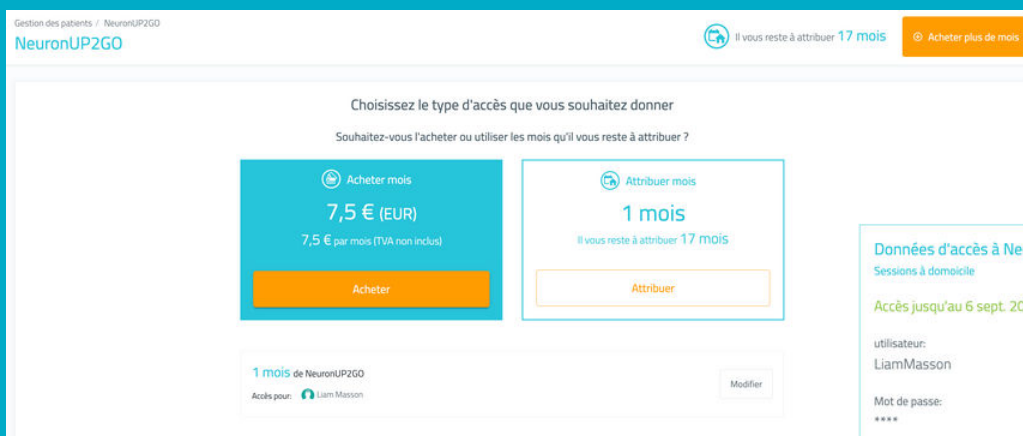 Gestion des patients / NeuronUP2GO
NeuronUP2GO
Il vous reste à attribuer 17 mois
Acheter plus de mois
Choisissez le type d'accès que vous souhaitez donner
Souhaitez-vous l'acheter ou utiliser les mois qu'il vous reste à attribuer ?
Acheter mois
7,5 € (EUR)
7,5 € par mois (TVA non inclus)
Acheter
Attribuer mois
1 mois
Il vous reste à attribuer 17 mois
Attribuer
1 mois de NeuronUP2GO
Accès pour: Liam Masson
Modifier
Données d'accès à Ne
Sessions à domoicile
Accès jusqu'au 6 sept. 20
utilisateur:
LiamMasson
Mot de passe:
****